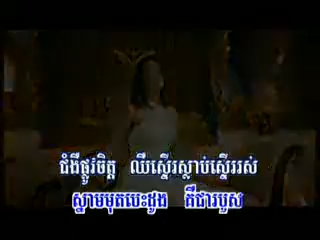 ជំងឺផ្លូវចិត្ត ឈឺស្ទើរស្លាប់ស្ទើររស់
ស្នាមមុតបេះដូង គឺជារបួស